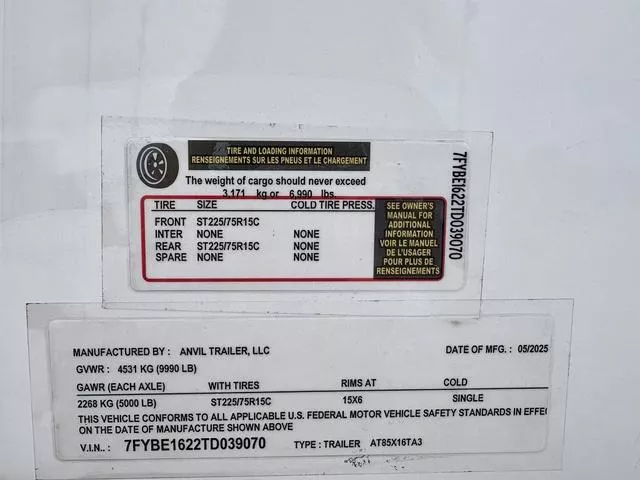 TIRE AND LOADING INFORMATION
RENSEIGNEMENTS SUR LES PNEUS ET LE CHARGEMENT
The weight of cargo should never exceed
3,171 kg or 6,990 lbs.
TIRE SIZE COLD TIRE PRESS.
FRONT ST225/75R15C
INTER NONE NONE
REAR ST225/75R15C NONE
SPARE NONE NONE
SEE OWNER'S
MANUAL FOR
ADDITIONAL
INFORMATION
VOIR LE MANUEL
DE L'USAGER
POUR PLUS DE
RENSEIGNEMENTS
7FYBE1622TD039070
MANUFACTURED BY: ANVIL TRAILER, LLC DATE OF MFG.: 05/2025
GVWR: 4531 KG (9990 LB)
GAWR (EACH AXLE) WITH TIRES RIMS AT COLD
2268 KG (5000 LB) ST225/75R15C 15X6 SINGLE
THIS VEHICLE CONFORMS TO ALL APPLICABLE U.S. FEDERAL MOTOR VEHICLE SAFETY STANDARDS IN EFFE
ON THE DATE OF MANUFACTURE SHOWN ABOVE
V.I.N.: 7FYBE1622TD039070 TYPE: TRAILER AT85X16TA3